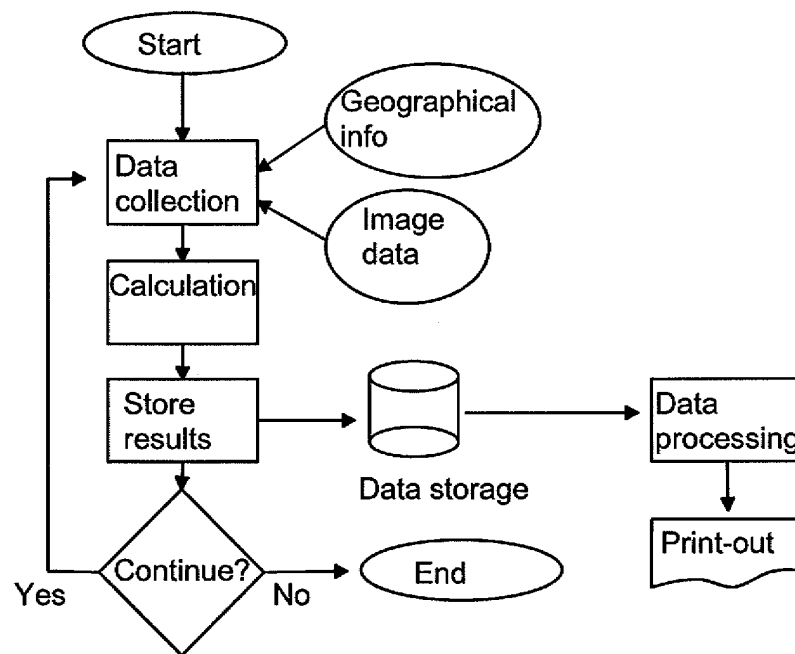 Start
Geographical
info
Data
collection
Image
data
Calculation
Store
results
Data storage
Data
processing
Print-out
Continue?
Yes
No
End